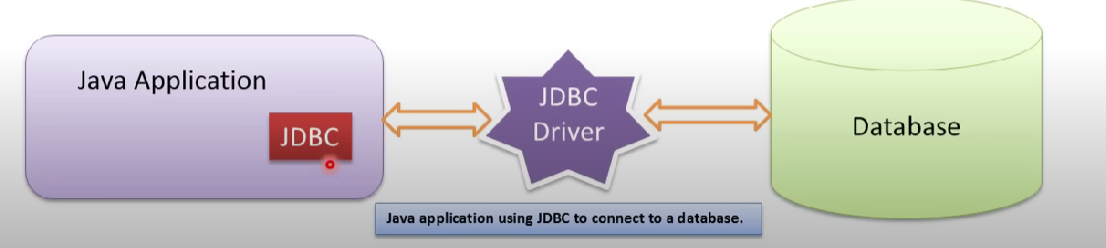 Java Application
JDBC
JDBC
Driver
Database
Java application using JDBC to connect to a database.